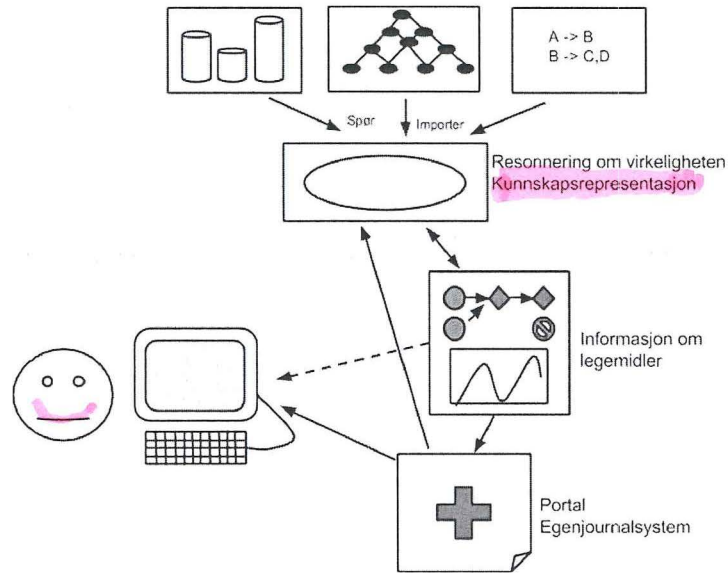 A -> B
B -> C,D
Spør
Importer
Resonnering om virkeligheten
Kunnskapsrepresentasjon
Informasjon om
legemidler
Portal
Egenjournalsystem